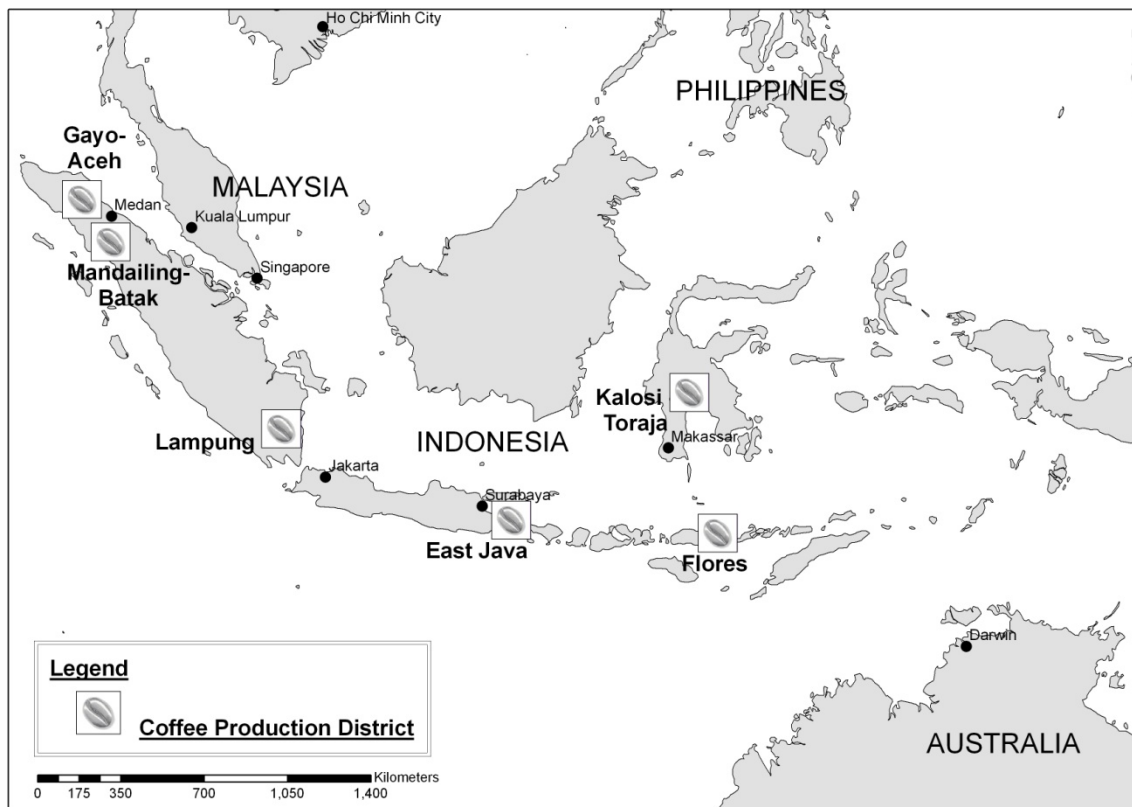 Ho Chi Minh City
PHILIPPINES
Gayo-
Aceh
MALAYSIA
Medan
Kuala Lumpur
Mandailing-
Batak
Singapore
Kalosi
Toraja
Lampung
INDONESIA
Makassar
Jakarta
Surabaya
East Java
Flores
Darwin
Legend
Coffee Production District
AUSTRALIA
Kilometers
0 175 350 700 1,050 1,400